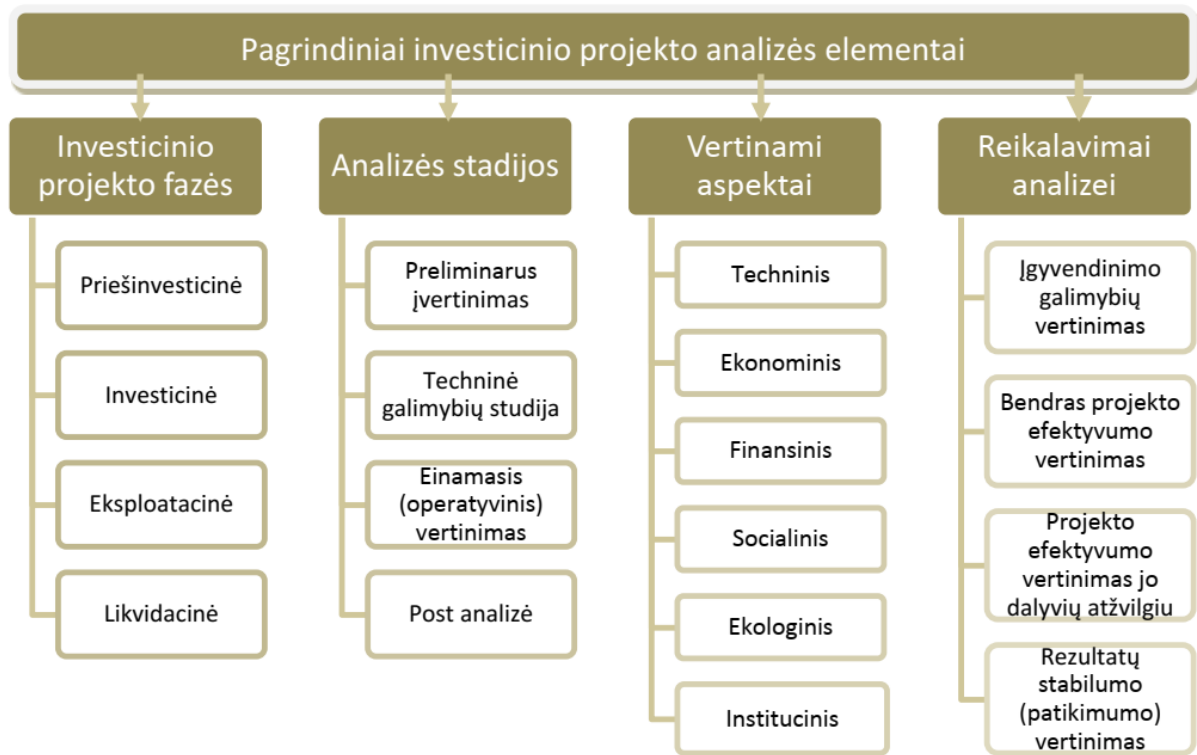 Pagrindiniai investicinio projekto analizės elementai
Investicinio
projekto fazės
Priešinvesticinė
Investicinė
Eksploatacinė
Likvidacinė
Analizės stadijos
Preliminarus
įvertinimas
Techninė
galimybių studija
Einamasis
(operatyvinis)
vertinimas
Post analizė
Vertinami
aspektai
Techninis
Ekonominis
Finansinis
Socialinis
Ekologinis
Institucinis
Reikalavimai
analizei
Įgyvendinimo
galimybių
vertinimas
Bendras projekto
efektyvumo
vertinimas
Projekto
efektyvumo
vertinimas jo
dalyvių atžvilgiu
Rezultatų
stabilumo
(patikimumo)
vertinimas